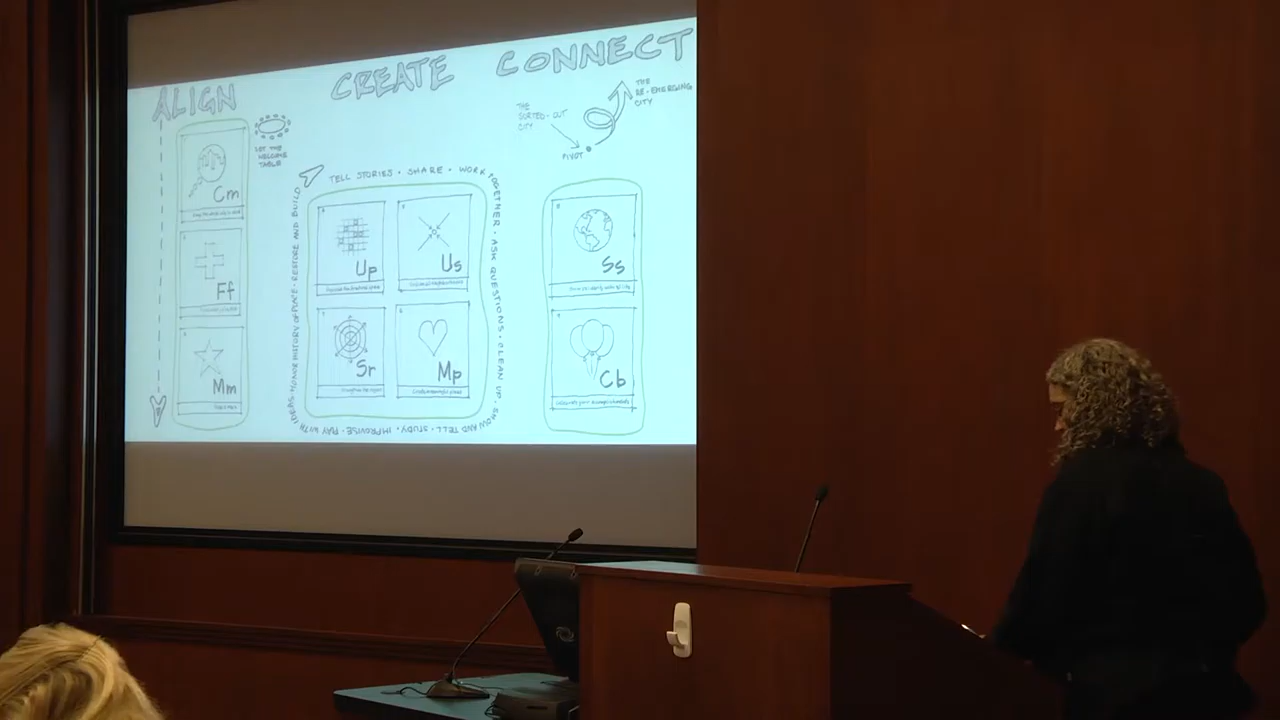 ALIGN
CREATE
CONNECT
SET THE
WELCOME
TABLE
THE
SORTED-OUT
CITY
PIVOT
THE
RE-EMERGING
CITY
TELL STORIES · SHARE · WORK TOGETHER · ASK QUESTIONS · CLEAN UP · SHOW AND TELL · STUDY · IMPROVISE · PLAY WITH IDEAS · HONOR HISTORY OF PLACE · RESTORE AND BUILD
Cm
Ff
Mm
Up
Us
Sr
Mp
Ss
Cb